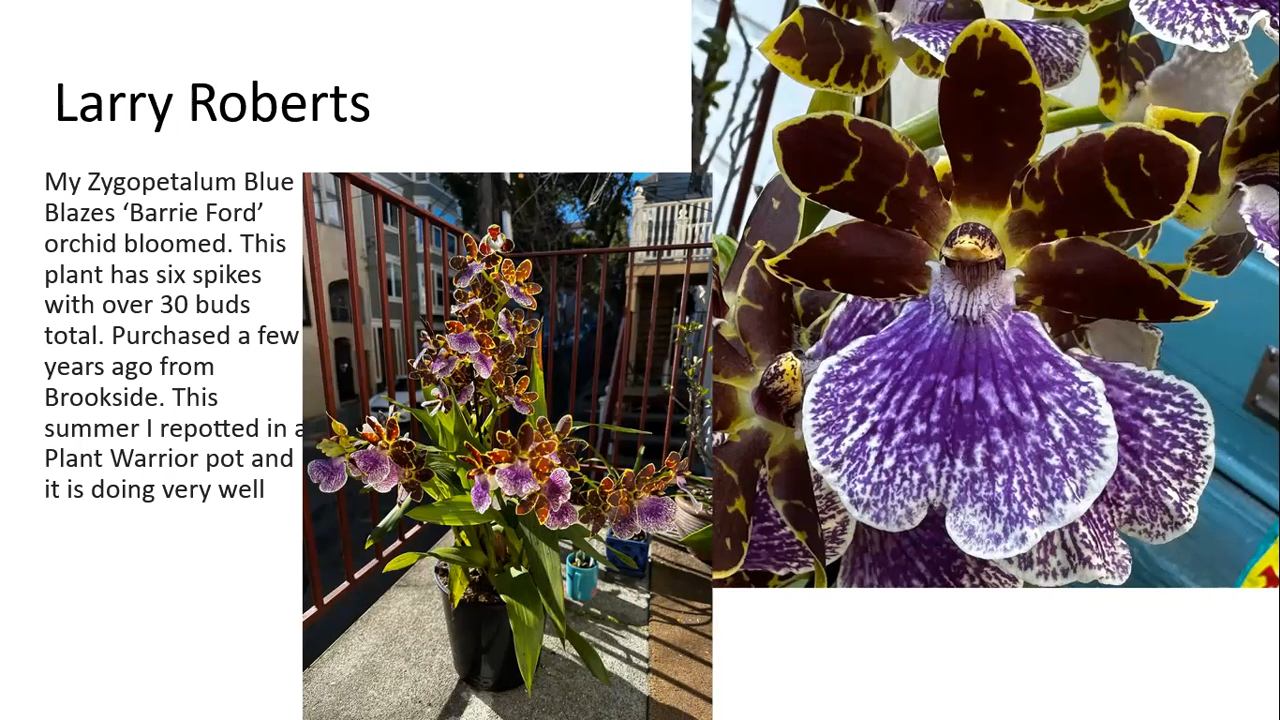 Larry Roberts
My Zygopetalum Blue
Blazes ‘Barrie Ford’
orchid bloomed. This
plant has six spikes
with over 30 buds
total. Purchased a few
years ago from
Brookside. This
summer I repotted in a
Plant Warrior pot and
it is doing very well